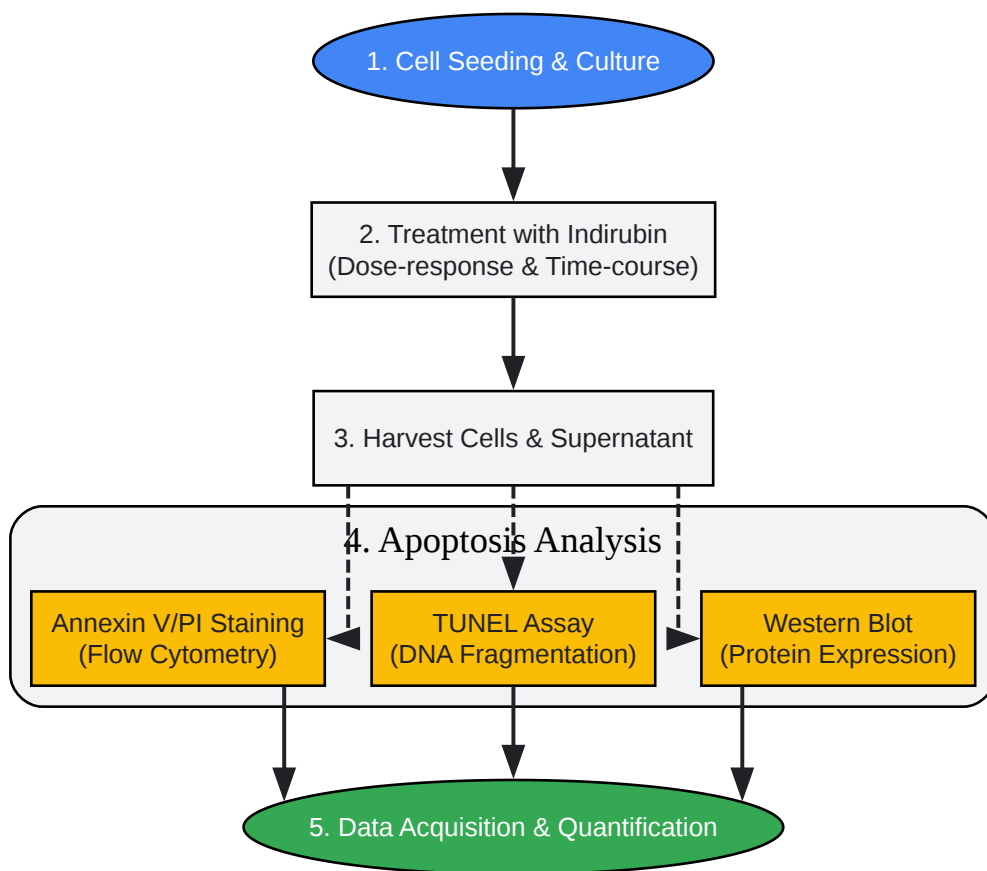 1. Cell Seeding & Culture
2. Treatment with Indirubin
(Dose-response & Time-course)
3. Harvest Cells & Supernatant
4. Apoptosis Analysis
Annexin V/PI Staining
(Flow Cytometry)
TUNEL Assay
(DNA Fragmentation)
Western Blot
(Protein Expression)
5. Data Acquisition & Quantification